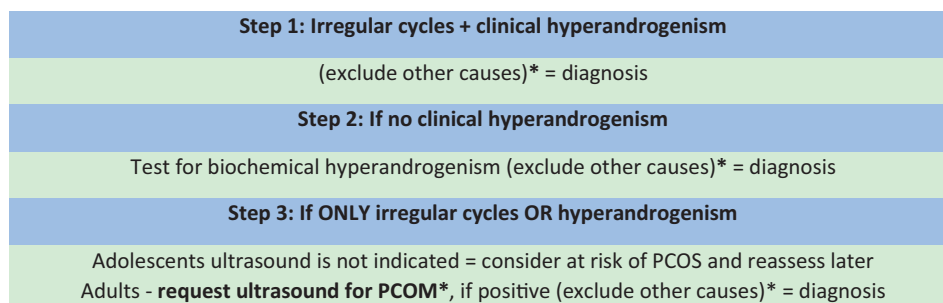 Step 1: Irregular cycles + clinical hyperandrogenism
(exclude other causes)* = diagnosis
Step 2: If no clinical hyperandrogenism
Test for biochemical hyperandrogenism (exclude other causes)* = diagnosis
Step 3: If ONLY irregular cycles OR hyperandrogenism
Adolescents ultrasound is not indicated = consider at risk of PCOS and reassess later
Adults - request ultrasound for PCOM*, if positive (exclude other causes)* = diagnosis